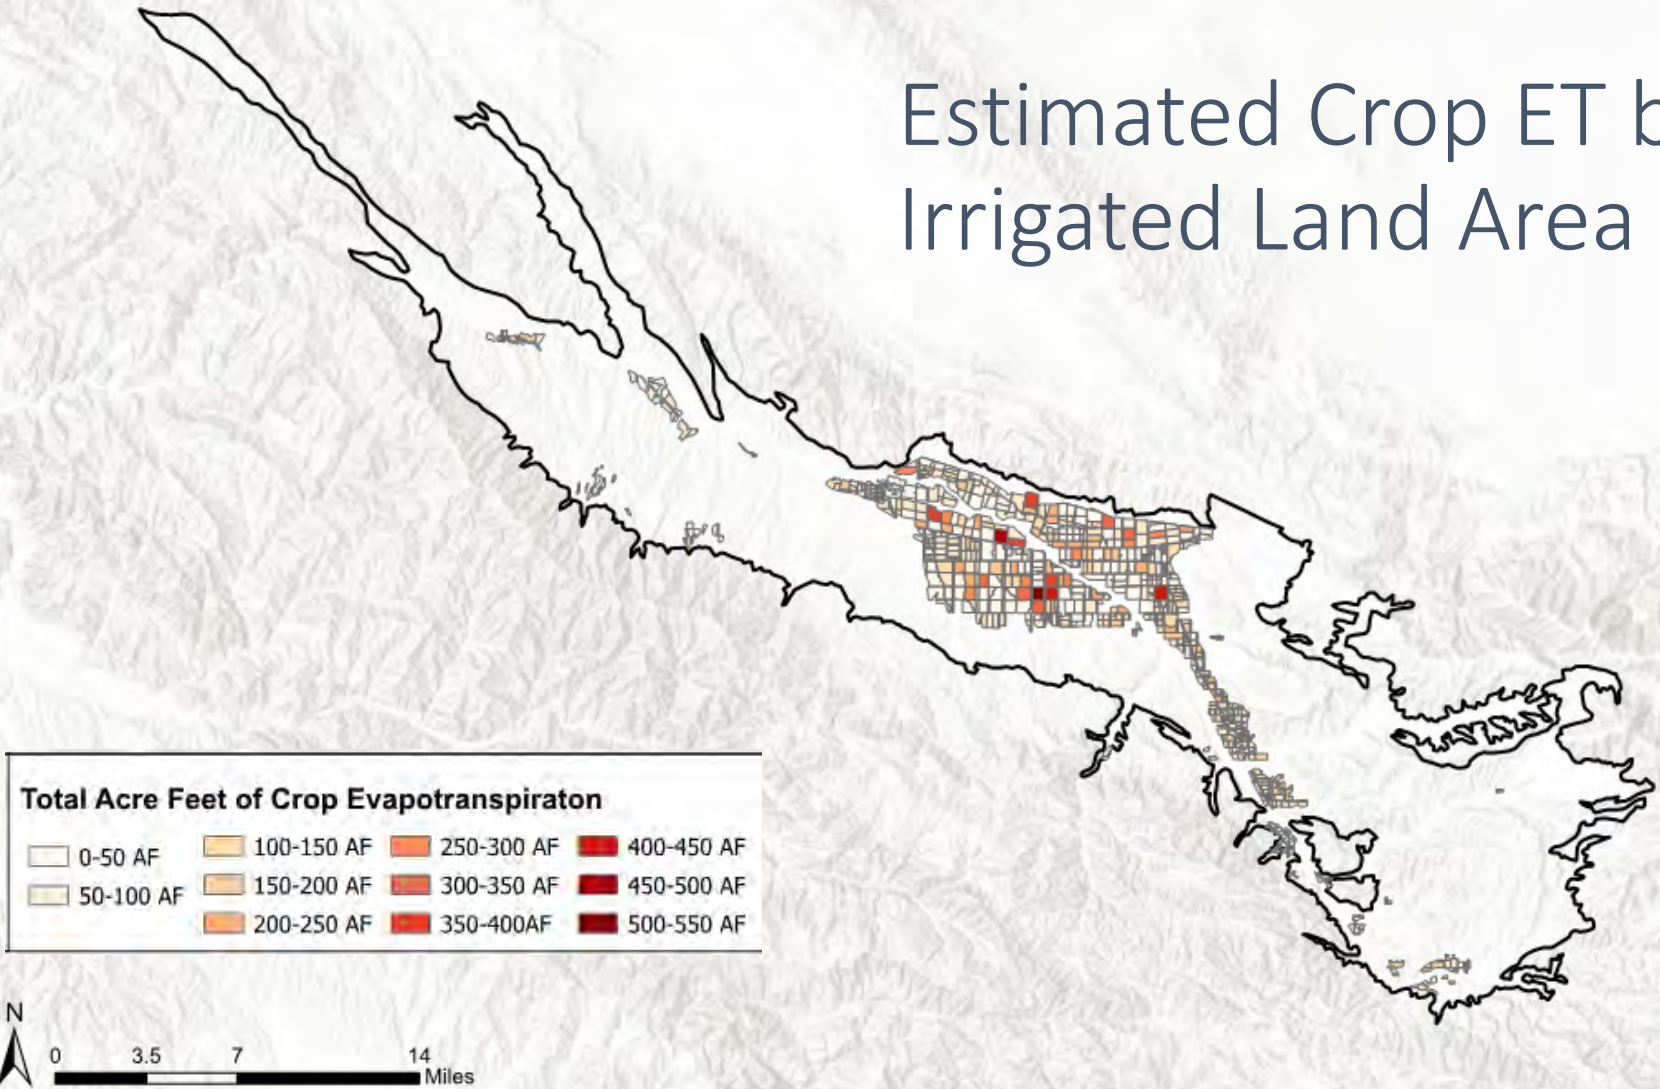 Estimated Crop ET b
Irrigated Land Area
Total Acre Feet of Crop Evapotranspiraton
0-50 AF
50-100 AF
100-150 AF
150-200 AF
200-250 AF
250-300 AF
300-350 AF
350-400AF
400-450 AF
450-500 AF
500-550 AF
N
0 3.5 7 14
Miles